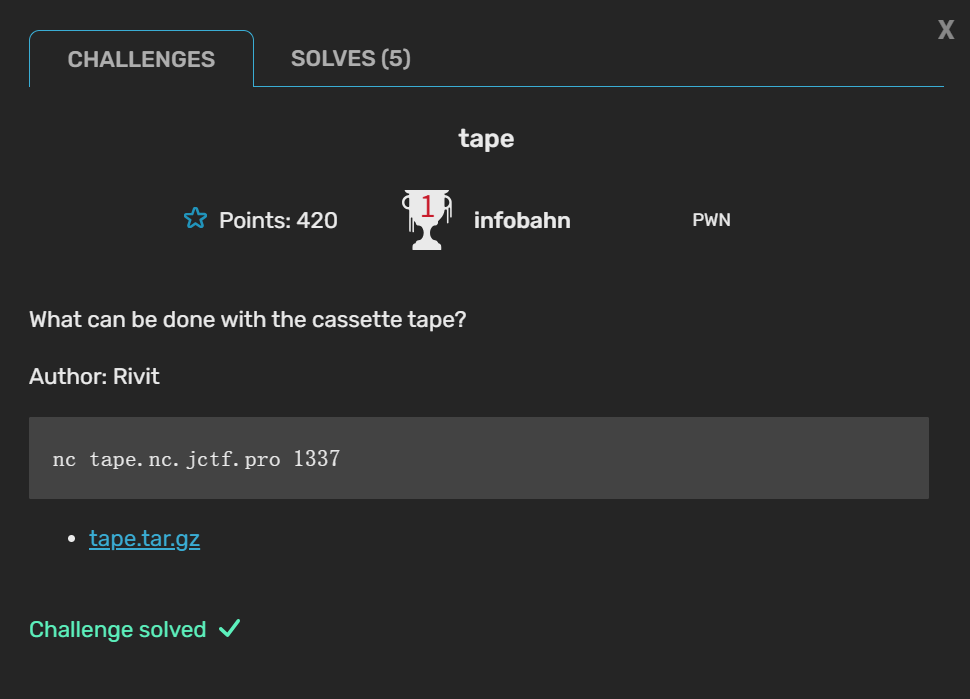 X
CHALLENGES SOLVES (5)
tape
Points: 420 1 infobahn PWN
What can be done with the cassette tape?
Author: Rivit
nc tape.nc.jctf.pro 1337
tape.tar.gz
Challenge solved